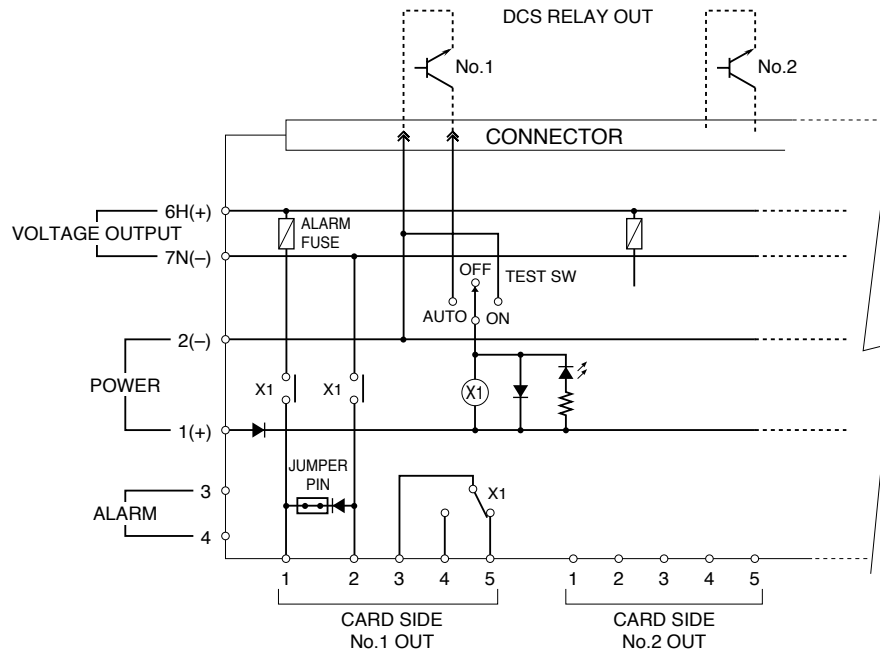 DCS RELAY OUT
No.1
No.2
CONNECTOR
6H(+)
VOLTAGE OUTPUT
7N(–)
ALARM
FUSE
OFF
TEST SW
AUTO
ON
2(–)
POWER
1(+)
X1
X1
X1
JUMPER
PIN
X1
3
ALARM
4
1 2 3 4 5
1 2 3 4 5
CARD SIDE
No.1 OUT
CARD SIDE
No.2 OUT